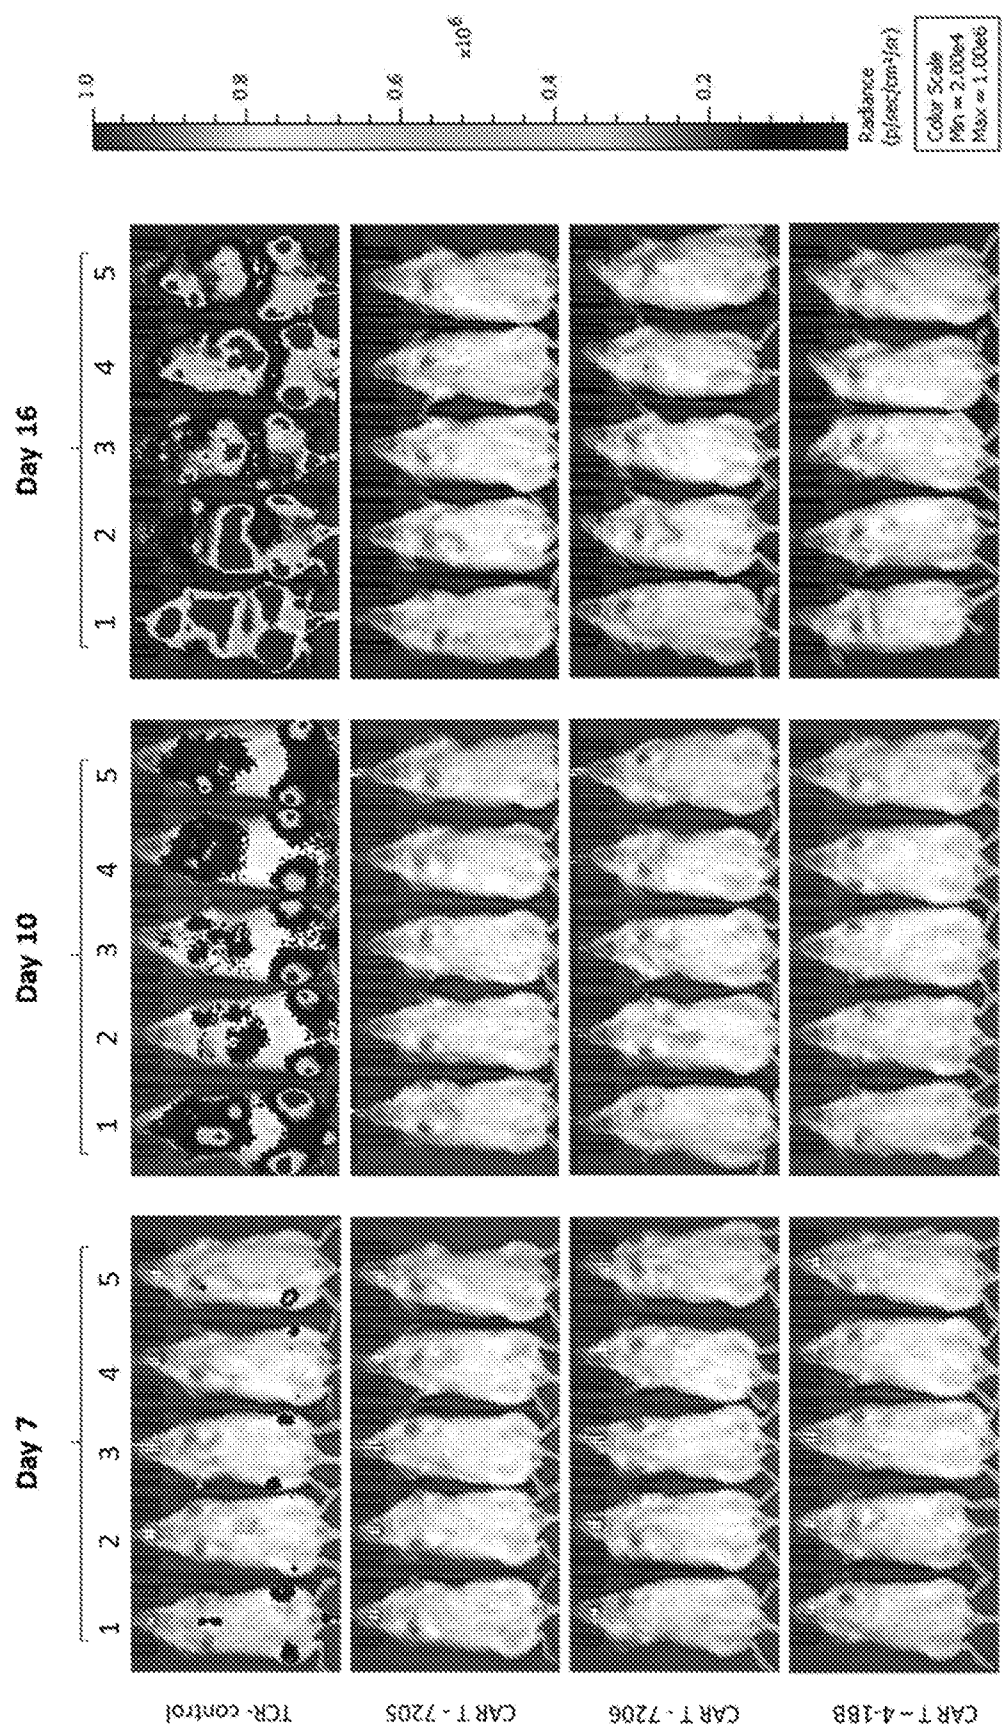 Day 7
Day 10
Day 16
1 2 3 4 5
1 2 3 4 5
1 2 3 4 5
TCR- control
CAR T - 7205
CAR T - 7206
CAR T - 4-1BB
1.0
0.8
0.6
x10⁶
0.4
0.2
Radiance
(p/sec/cm²/sr)
Color Scale
Min = 2.00e4
Max = 1.00e6